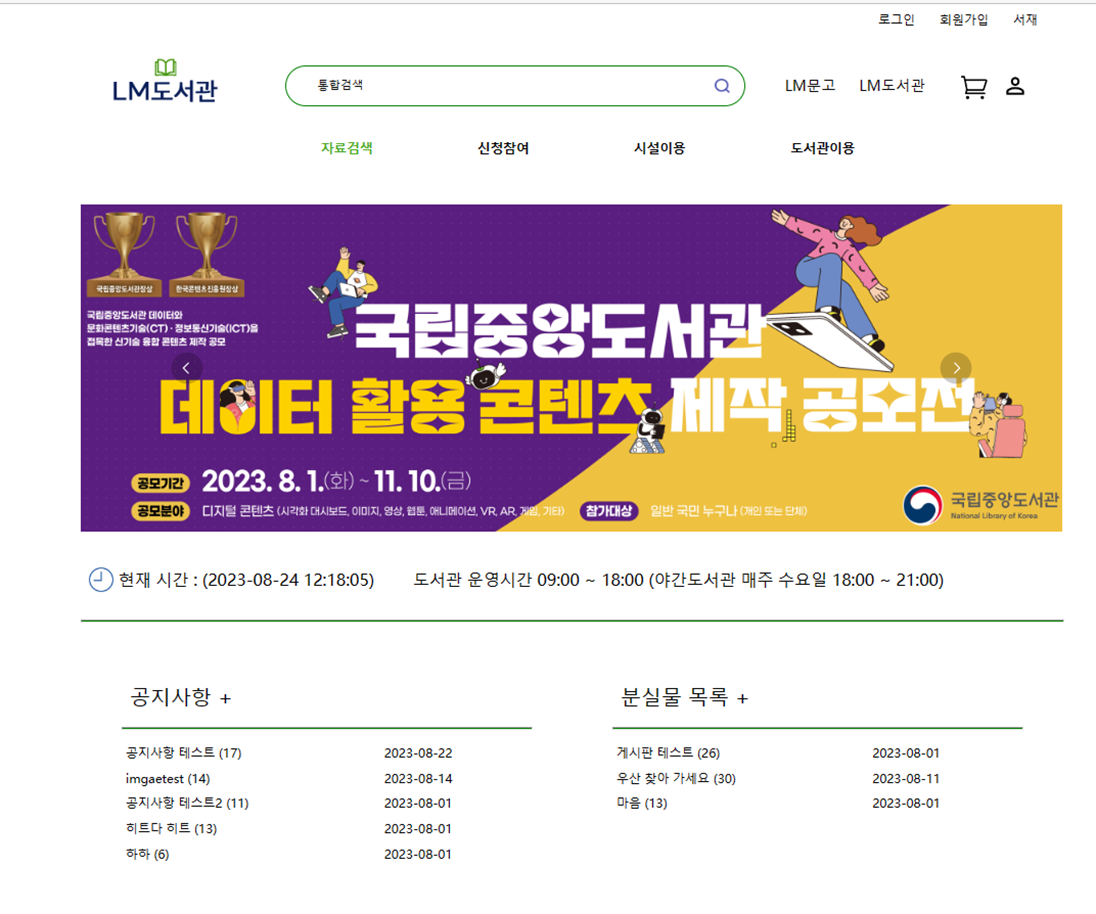 로그인 회원가입 서재
LM도서관
통합검색
LM문고 LM도서관
자료검색 신청참여 시설이용 도서관이용
국립중앙도서관장상 한국콘텐츠진흥원장상
국립중앙도서관 데이터와
문화콘텐츠기술(CT)·정보통신기술(ICT)을
접목한 신기술 융합 콘텐츠 제작 공모
국립중앙도서관
데이터 활용 콘텐츠 제작 공모전
공모기간 2023. 8. 1.(화) ~ 11. 10.(금)
공모분야 디지털 콘텐츠 (시각화 대시보드, 이미지, 영상, 웹툰, 애니메이션, VR, AR, 게임, 기타) 참가대상 일반 국민 누구나 (개인 또는 단체)
국립중앙도서관
National Library of Korea
현재 시간 : (2023-08-24 12:18:05) 도서관 운영시간 09:00 ~ 18:00 (야간도서관 매주 수요일 18:00 ~ 21:00)
공지사항 +
공지사항 테스트 (17) 2023-08-22
imgaetest (14) 2023-08-14
공지사항 테스트2 (11) 2023-08-01
히트다 히트 (13) 2023-08-01
하하 (6) 2023-08-01
분실물 목록 +
게시판 테스트 (26) 2023-08-01
우산 찾아 가세요 (30) 2023-08-11
마음 (13) 2023-08-01